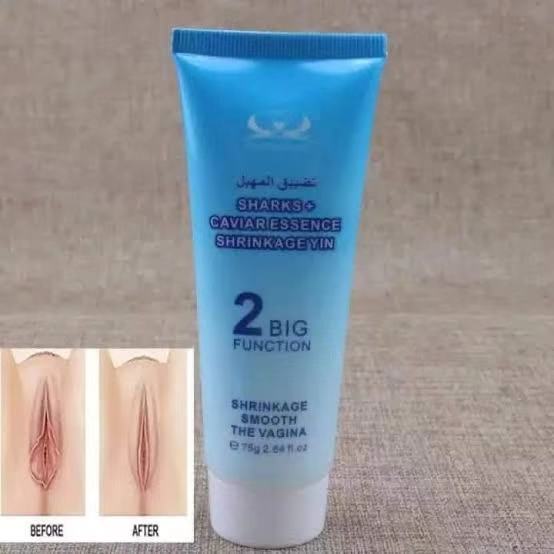 تضييق المهبل
SHARKS+
CAVIAR ESSENCE
SHRINKAGE YIN
2 BIG
FUNCTION
SHRINKAGE
SMOOTH
THE VAGINA
℮ 75g 2.64 fl.oz
BEFORE
AFTER